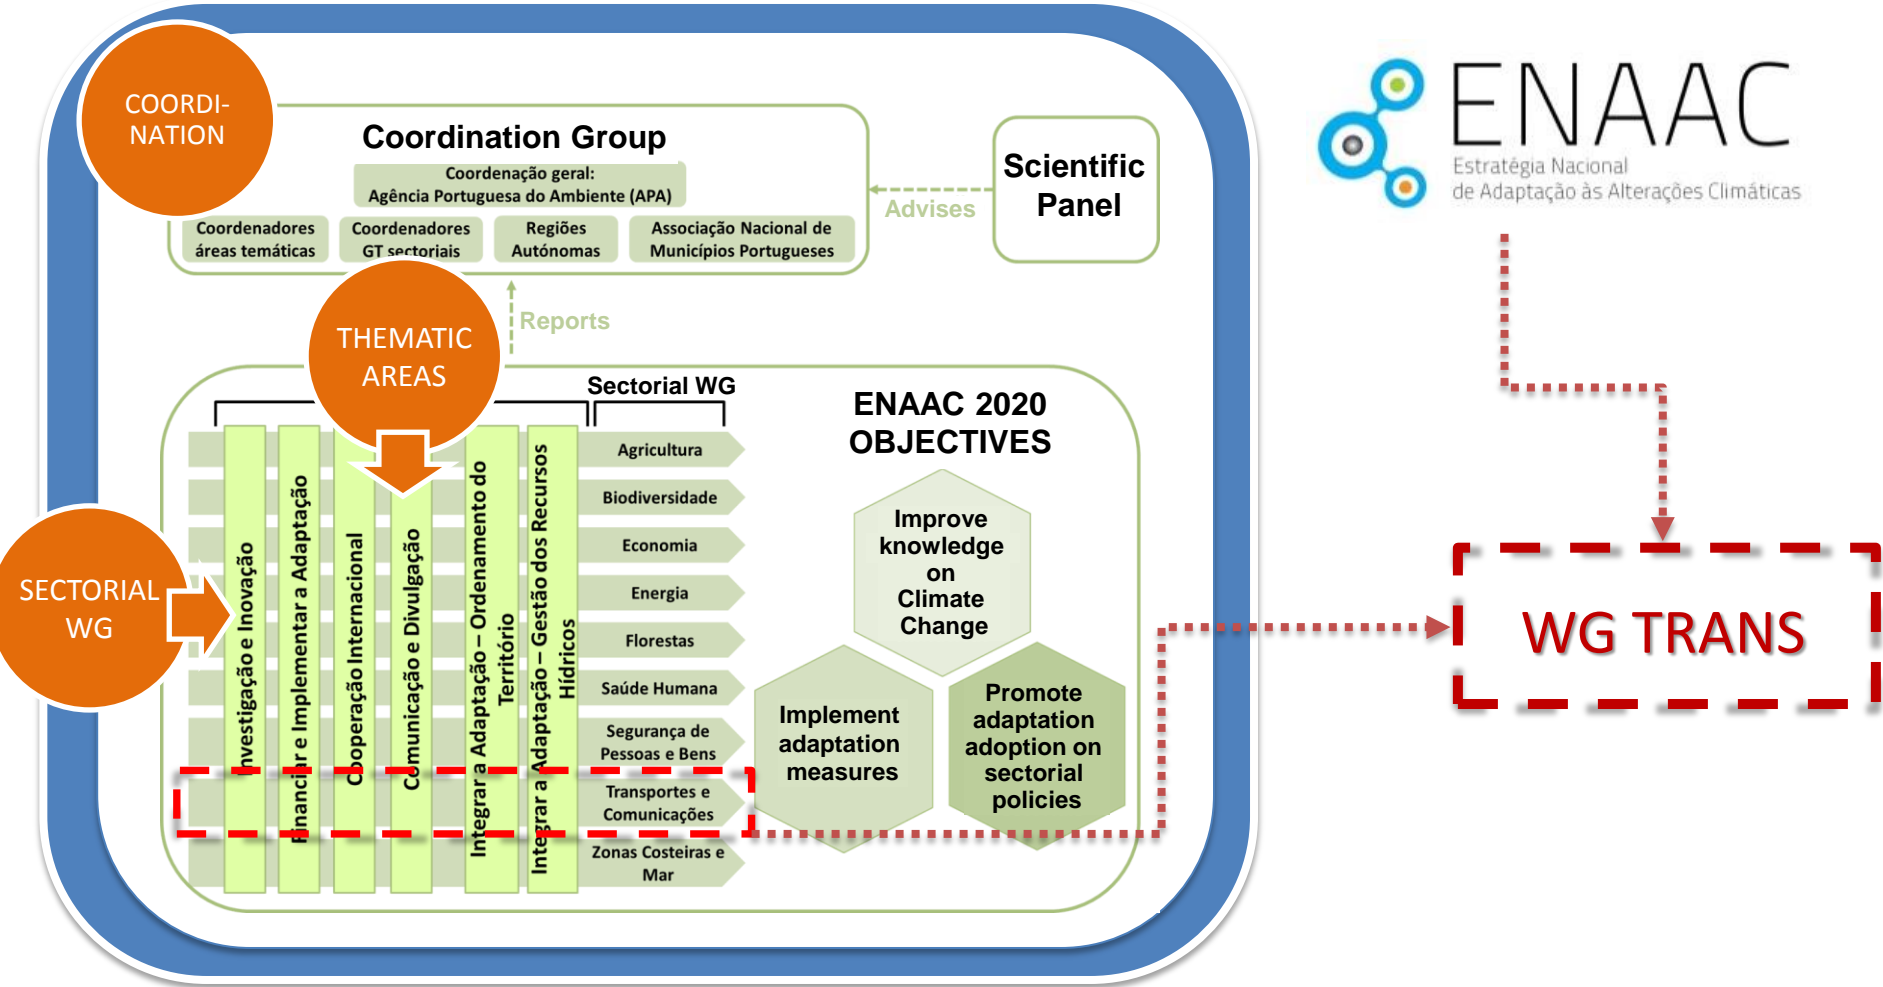 COORDI-
NATION
Coordination Group
Coordenação geral:
Agência Portuguesa do Ambiente (APA)
Coordenadores
áreas temáticas
Coordenadores
GT sectoriais
Regiões
Autónomas
Associação Nacional de
Municípios Portugueses
Advises
Scientific
Panel
ENAAC
Estratégia Nacional
de Adaptação às Alterações Climáticas
Reports
THEMATIC
AREAS
Sectorial WG
SECTORIAL
WG
Investigação e Inovação
Financiar e Implementar a Adaptação
Cooperação Internacional
Comunicação e Divulgação
Integrar a Adaptação – Ordenamento do
Território
Integrar a Adaptação – Gestão dos Recursos
Hídricos
Agricultura
Biodiversidade
Economia
Energia
Florestas
Saúde Humana
Segurança de
Pessoas e Bens
Transportes e
Comunicações
Zonas Costeiras e
Mar
ENAAC 2020
OBJECTIVES
Improve
knowledge
on
Climate
Change
Implement
adaptation
measures
Promote
adaptation
adoption on
sectorial
policies
WG TRANS